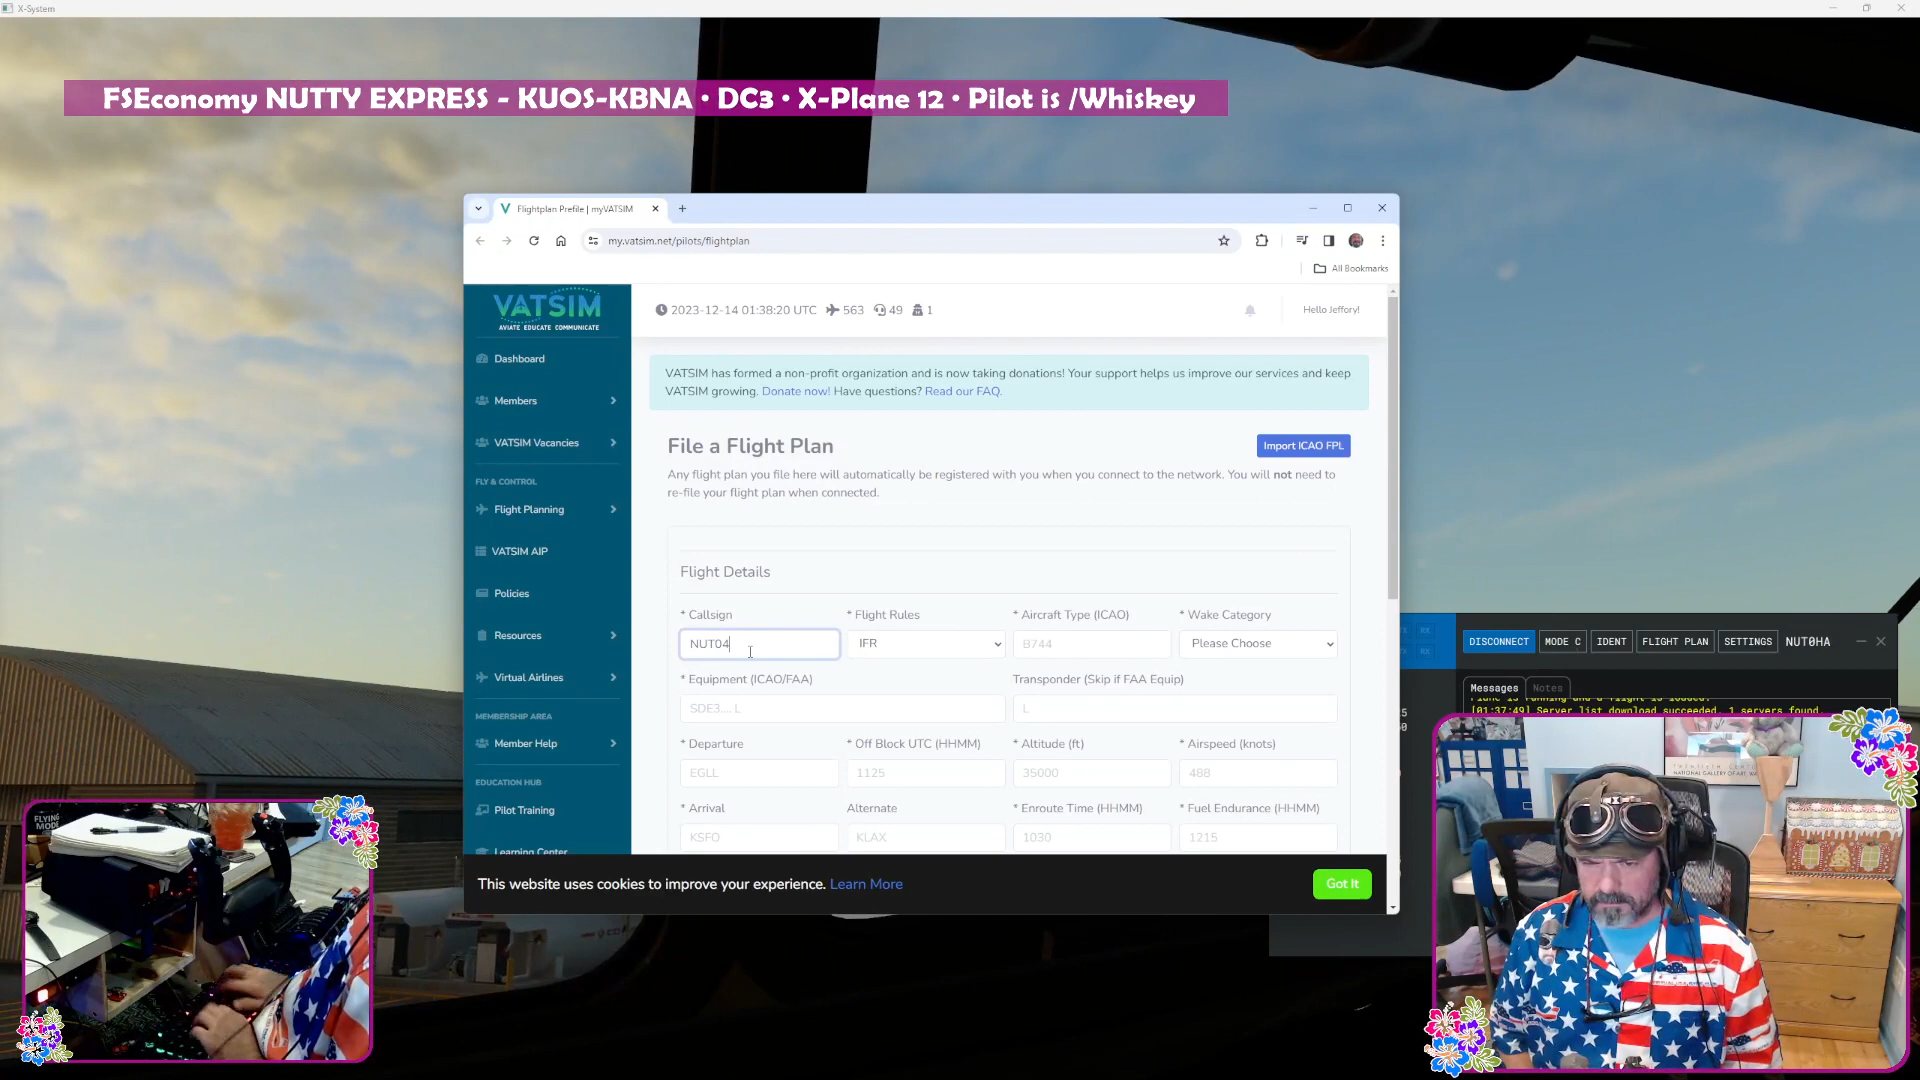 X-System
FSEconomy NUTTY EXPRESS - KUOS-KBNA • DC3 • X-Plane 12 • Pilot is /Whiskey
Flightplan Prefile | myVATSIM
my.vatsim.net/pilots/flightplan
All Bookmarks
VATSIM
AVIATE EDUCATE COMMUNICATE
2023-12-14 01:38:20 UTC 563 49 1
Hello Jeffory!
Dashboard
Members
VATSIM Vacancies
FLY & CONTROL
Flight Planning
VATSIM AIP
Policies
Resources
Virtual Airlines
MEMBERSHIP AREA
Member Help
EDUCATION HUB
Pilot Training
Learning Center
VATSIM has formed a non-profit organization and is now taking donations! Your support helps us improve our services and keep
VATSIM growing. Donate now! Have questions? Read our FAQ.
File a Flight Plan
Import ICAO FPL
Any flight plan you file here will automatically be registered with you when you connect to the network. You will not need to
re-file your flight plan when connected.
Flight Details
* Callsign * Flight Rules * Aircraft Type (ICAO) * Wake Category
NUT04 IFR B744 Please Choose
* Equipment (ICAO/FAA) Transponder (Skip if FAA Equip)
SDE3.... L L
* Departure * Off Block UTC (HHMM) * Altitude (ft) * Airspeed (knots)
EGLL 1125 35000 488
* Arrival Alternate * Enroute Time (HHMM) * Fuel Endurance (HHMM)
KSFO KLAX 1030 1215
This website uses cookies to improve your experience. Learn More
Got It
DISCONNECT MODE C IDENT FLIGHT PLAN SETTINGS NUT0HA
Messages Notes
[01:37:49] Server list download succeeded. 1 servers found.
FLYING
MODE
NATIONAL GALLERY OF ART, WA